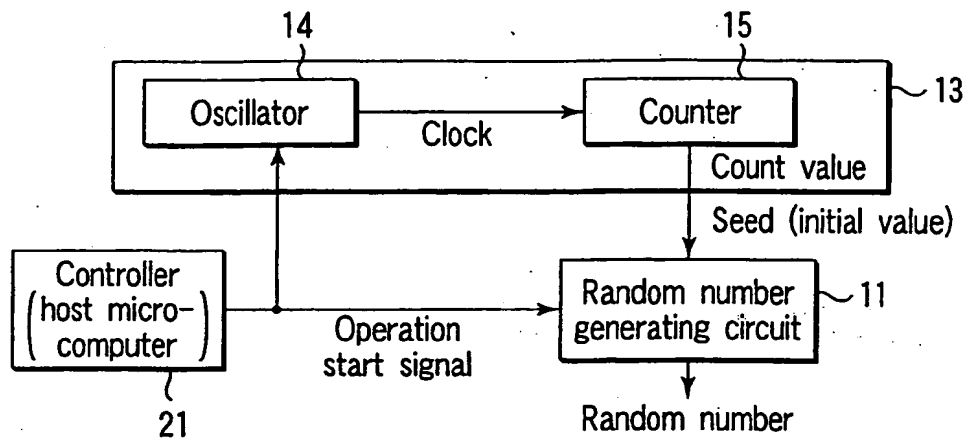 14
15
13
Oscillator
Clock
Counter
Count value
Seed (initial value)
Controller
(host micro-
computer)
21
Operation
start signal
Random number
generating circuit
11
Random number